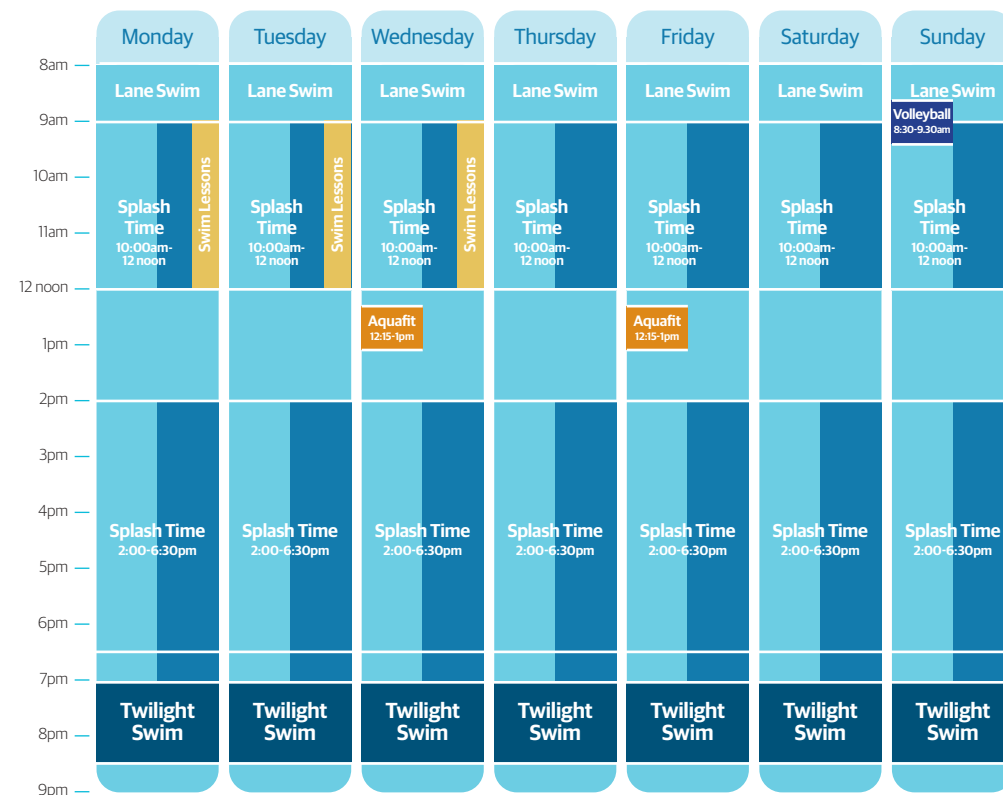 Monday
Tuesday
Wednesday
Thursday
Friday
Saturday
Sunday
8am
Lane Swim
Lane Swim
Lane Swim
Lane Swim
Lane Swim
Lane Swim
Lane Swim
9am
Volleyball
8:30-9.30am
10am
Swim Lessons
Swim Lessons
Swim Lessons
11am
Splash
Time
10:00am-
12 noon
Splash
Time
10:00am-
12 noon
Splash
Time
10:00am-
12 noon
Splash
Time
10:00am-
12 noon
Splash
Time
10:00am-
12 noon
Splash
Time
10:00am-
12 noon
Splash
Time
10:00am-
12 noon
12 noon
Aquafit
12:15-1pm
Aquafit
12:15-1pm
1pm
2pm
3pm
4pm
Splash Time
2:00-6:30pm
Splash Time
2:00-6:30pm
Splash Time
2:00-6:30pm
Splash Time
2:00-6:30pm
Splash Time
2:00-6:30pm
Splash Time
2:00-6:30pm
Splash Time
2:00-6:30pm
5pm
6pm
7pm
Twilight
Swim
Twilight
Swim
Twilight
Swim
Twilight
Swim
Twilight
Swim
Twilight
Swim
Twilight
Swim
8pm
9pm